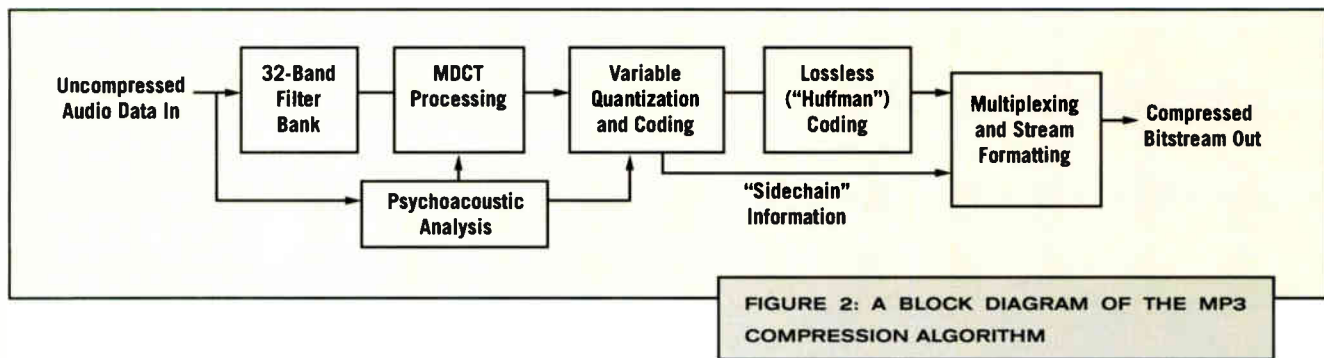 Uncompressed
Audio Data In
32-Band
Filter
Bank
MDCT
Processing
Variable
Quantization
and Coding
Lossless
("Huffman")
Coding
Multiplexing
and Stream
Formatting
Compressed
Bitstream Out
Psychoacoustic
Analysis
"Sidechain"
Information
FIGURE 2: A BLOCK DIAGRAM OF THE MP3
COMPRESSION ALGORITHM